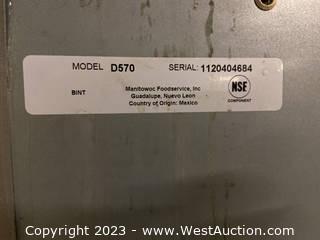 MODEL D570 SERIAL: 1120404684
BINT
Manitowoc Foodservice, Inc
Guadalupe, Nuevo Leon
Country of Origin: Mexico
NSF
COMPONENT
Copyright - 2023 - www.WestAuction.com